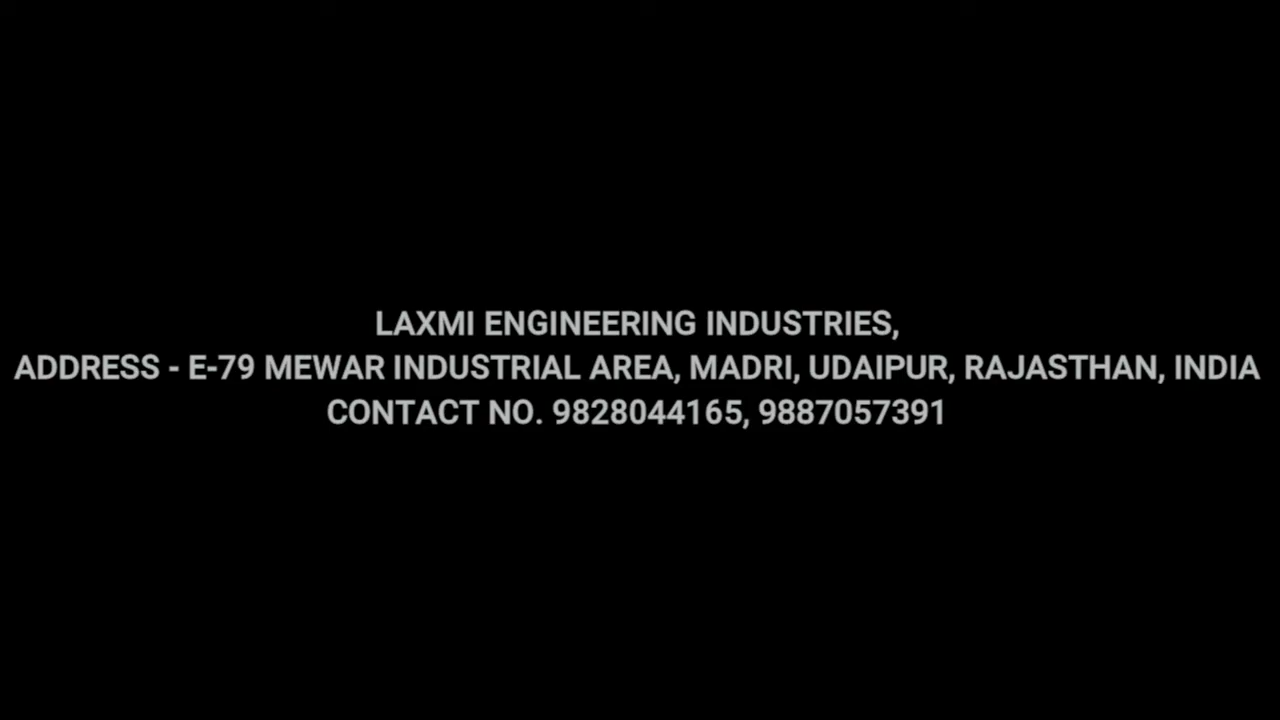 LAXMI ENGINEERING INDUSTRIES,
ADDRESS - E-79 MEWAR INDUSTRIAL AREA, MADRI, UDAIPUR, RAJASTHAN, INDIA
CONTACT NO. 9828044165, 9887057391